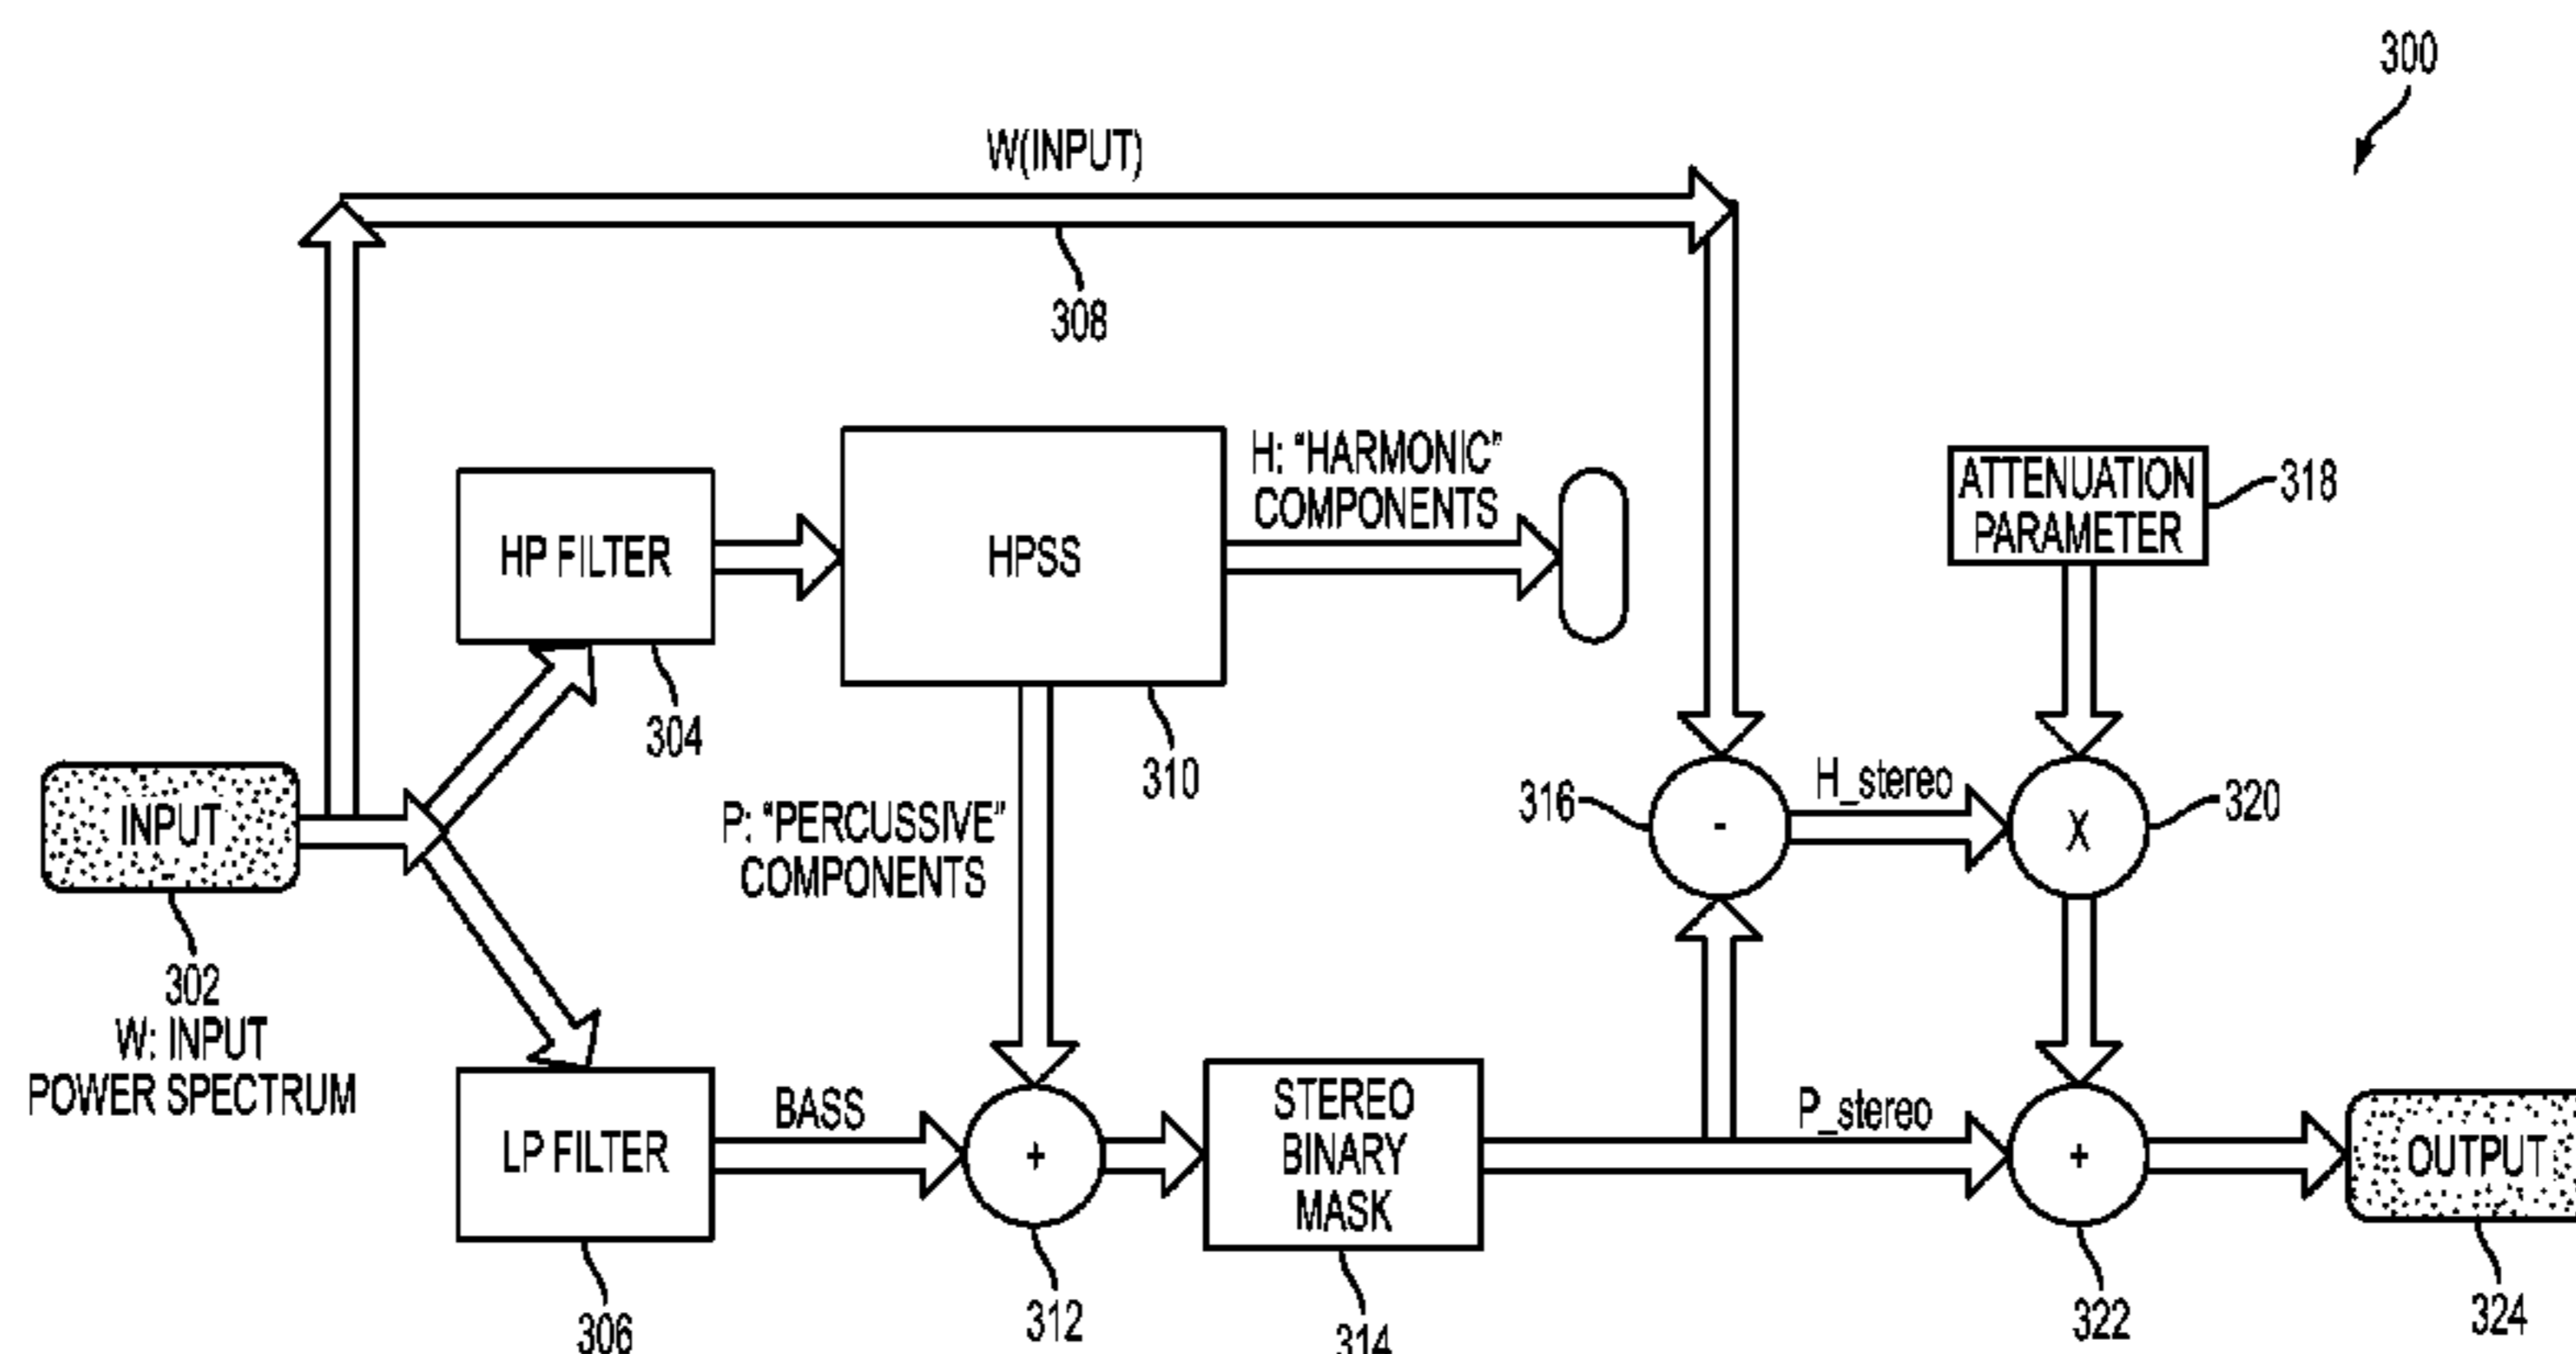 300
W(INPUT)
308
H: "HARMONIC"
COMPONENTS
ATTENUATION
PARAMETER
318
HP FILTER
HPSS
304
310
INPUT
P: "PERCUSSIVE"
COMPONENTS
316
-
H_stereo
X
320
302
W: INPUT
POWER SPECTRUM
LP FILTER
BASS
+
STEREO
BINARY
MASK
P_stereo
+
OUTPUT
306
312
314
322
324